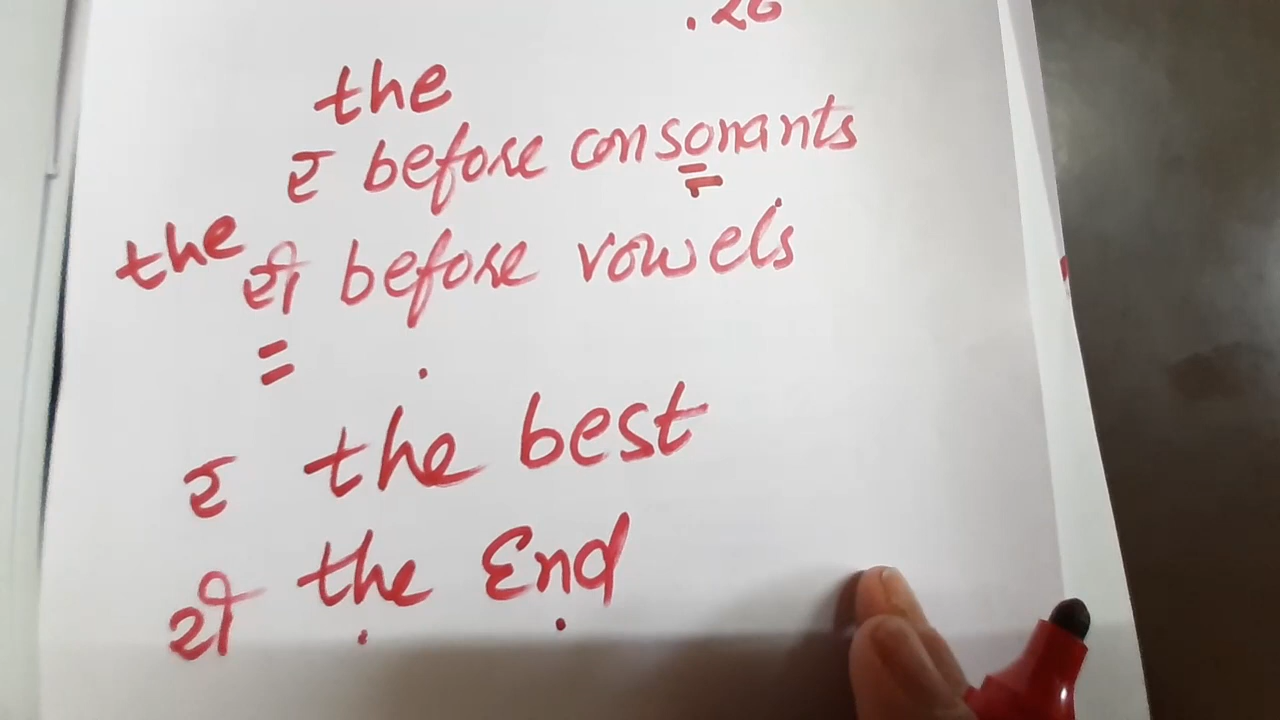 the
ਦ before consonants
the ਦੀ before vowels
ਦ the best
ਦੀ the End